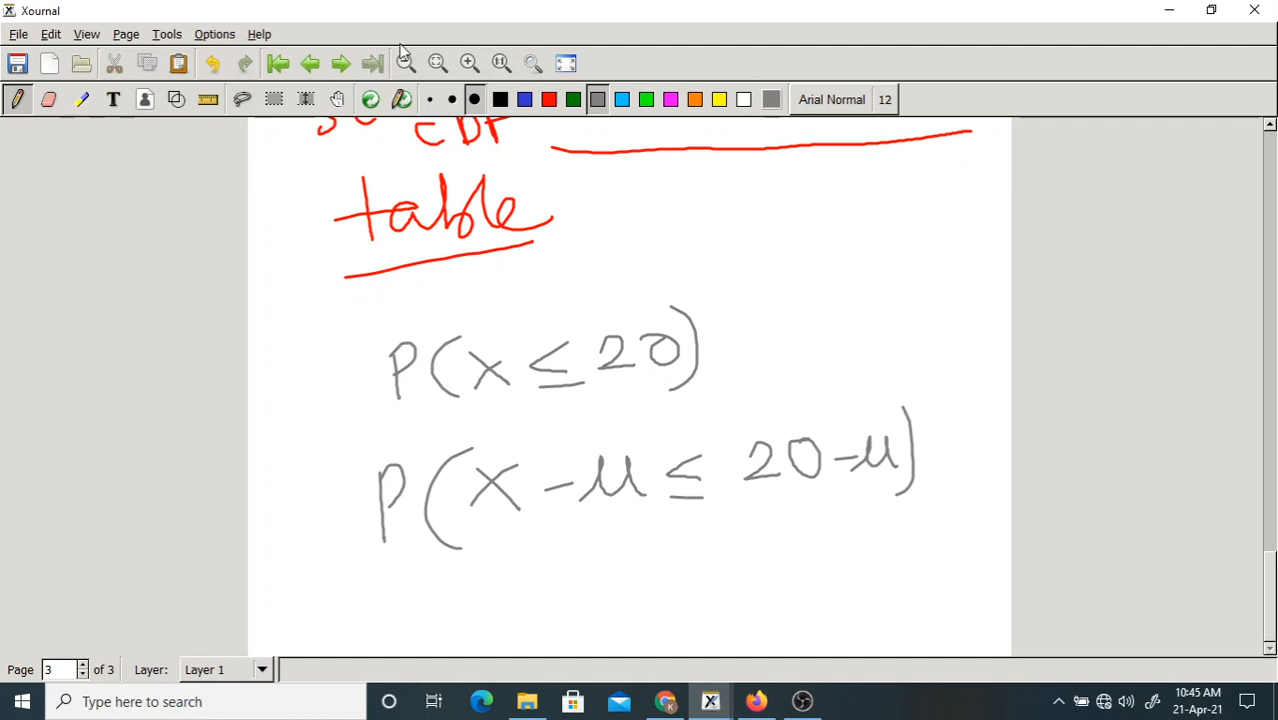 Xournal
File Edit View Page Tools Options Help
T Arial Normal 12
CDF
table
P(x ≤ 20)
P(X - μ ≤ 20 - μ)
Page 3 of 3 Layer: Layer 1
Type here to search
10:45 AM
21-Apr-21